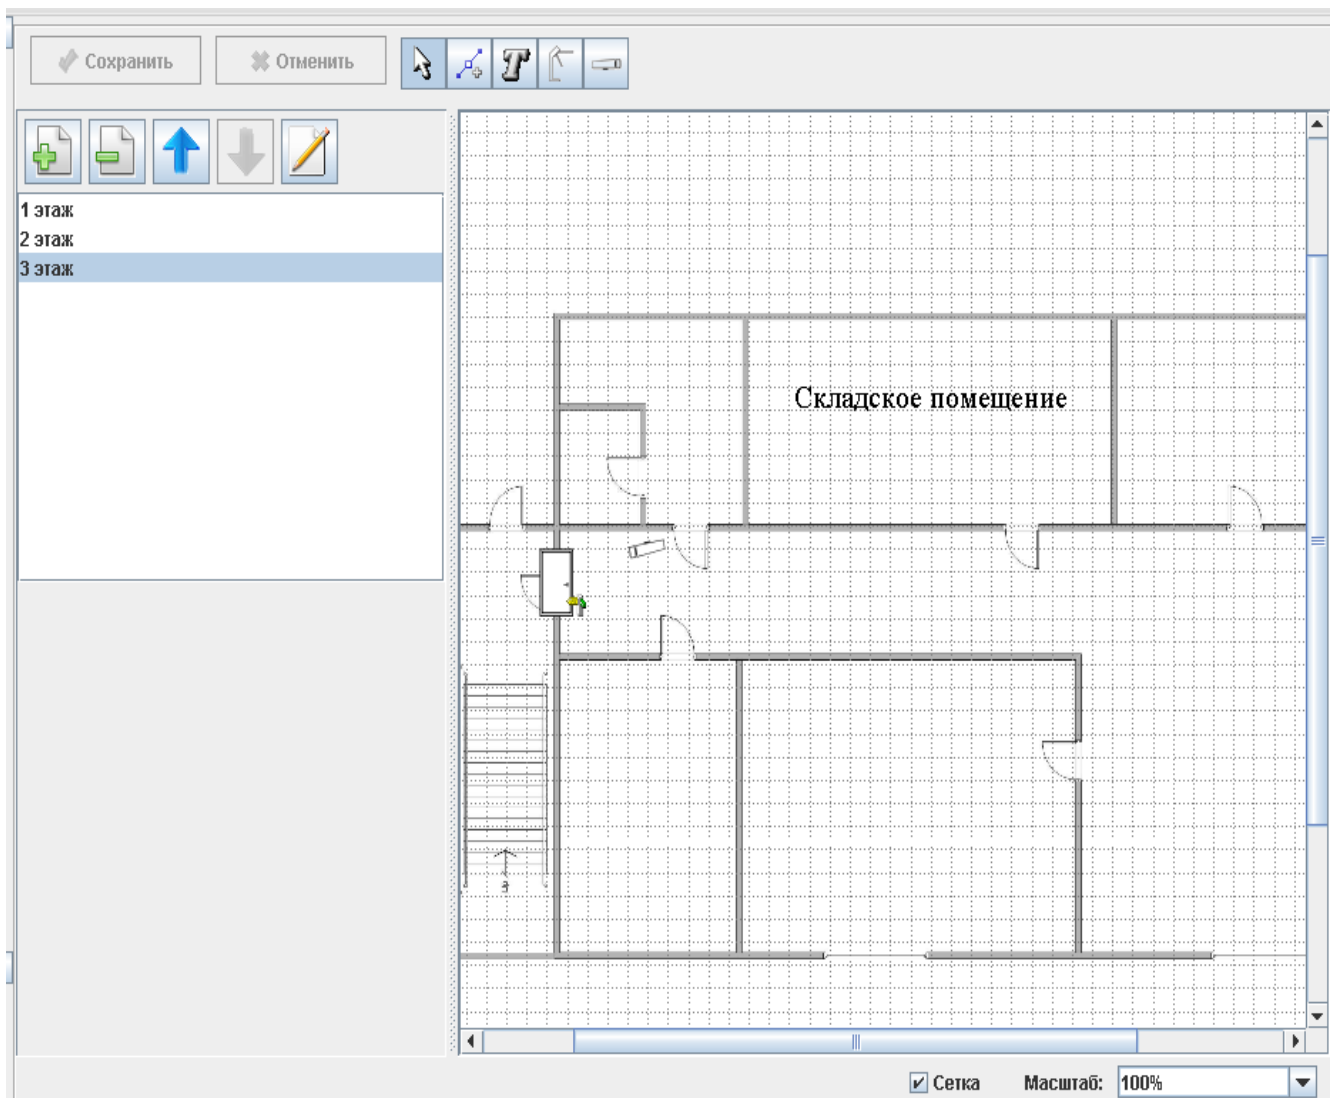 Сохранить
Отменить
1 этаж
2 этаж
3 этаж
Складское помещение
Сетка
Масштаб:
100%